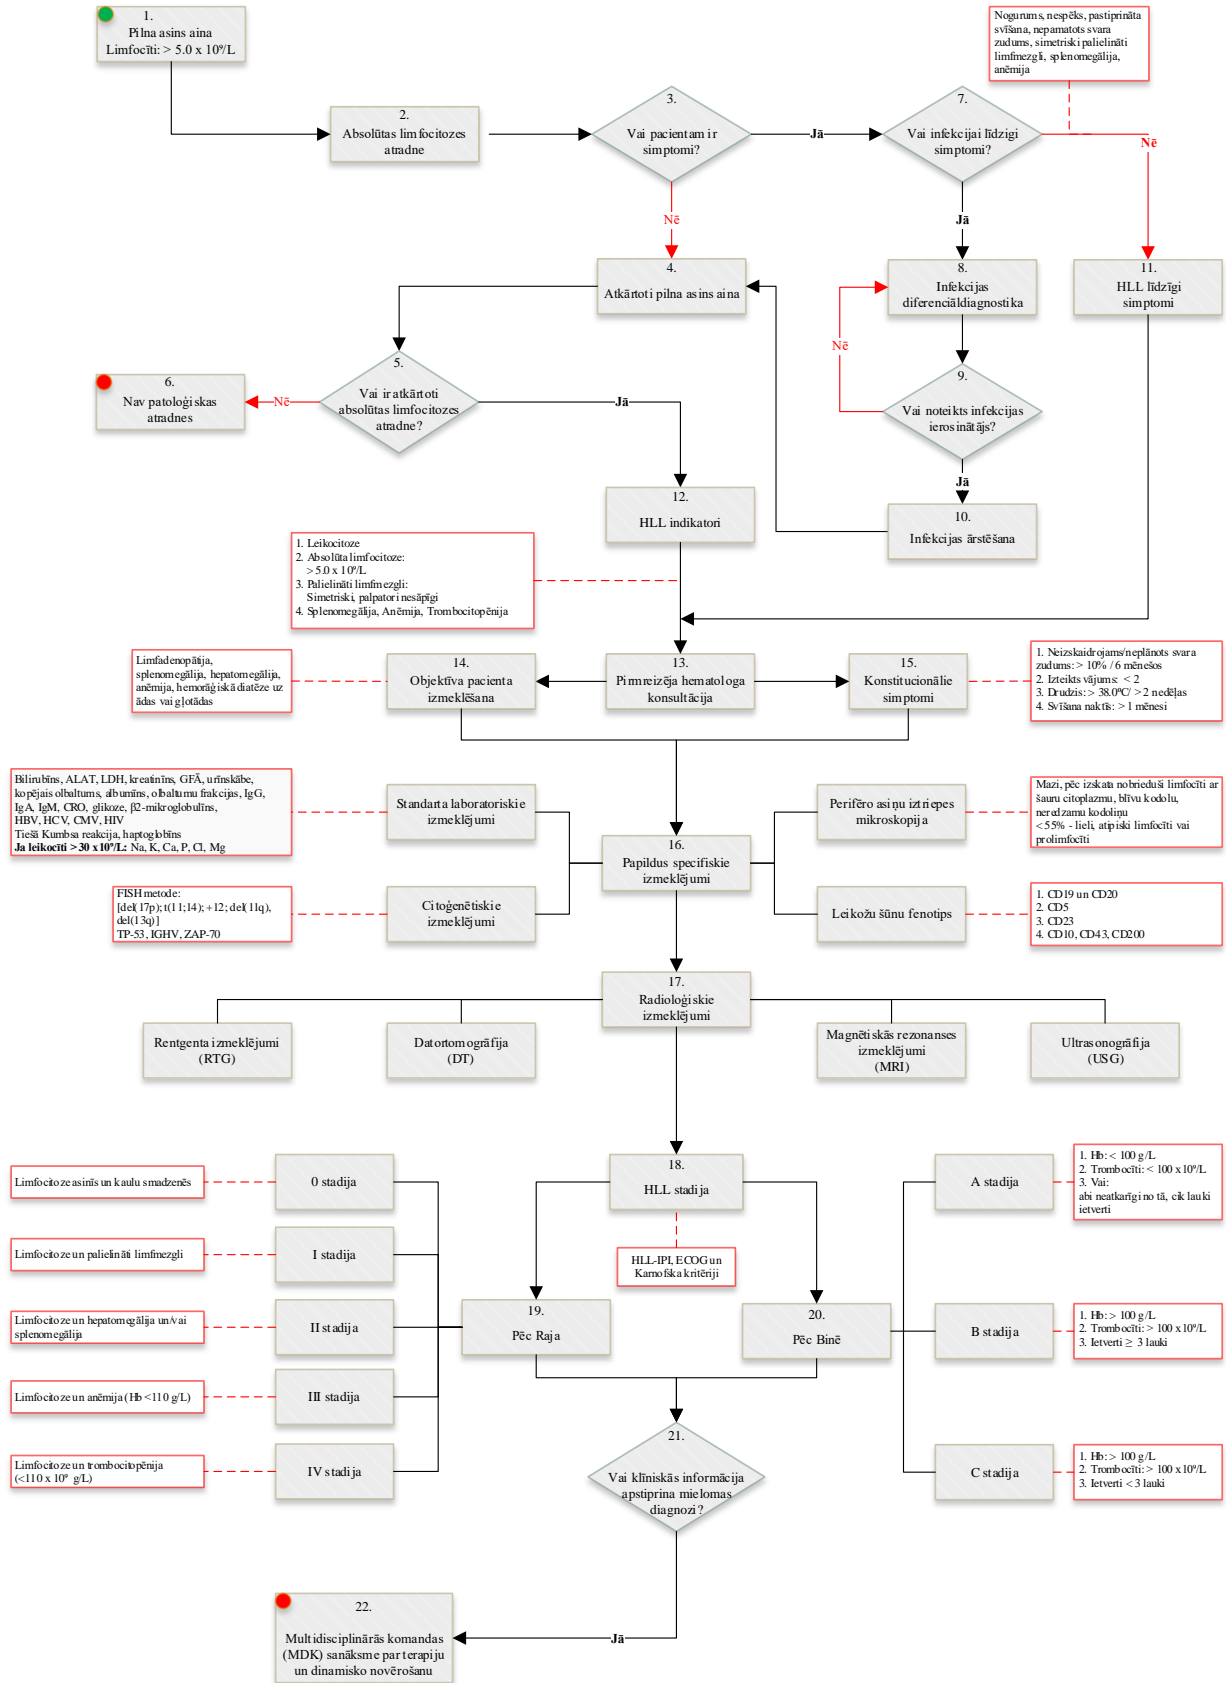 1.
Pilna asins aina
Limfocīti: > 5.0 x 10⁹/L
Nogurums, nespēks, pastiprināta
svīšana, nepamatots svara
zudums, simetriski palielināti
limfmezgli, splenomegālija,
anēmija
2.
Absolūtas limfocitozes
atradne
3.
Vai pacientam ir
simptomi?
Jā
7.
Vai infekcijai līdzīgi
simptomi?
Nē
Nē
Jā
4.
Atkārtoti pilna asins aina
8.
Infekcijas
diferenciāldiagnostika
11.
HLL līdzīgi
simptomi
Nē
5.
Vai ir atkārtoti
absolūtas limfocitozes
atradne?
6.
Nav patoloģiskas
atradnes
Nē
Jā
9.
Vai noteikts infekcijas
ierosinātājs?
Jā
12.
HLL indikatori
10.
Infekcijas ārstēšana
1. Leikocitoze
2. Absolūta limfocitoze:
> 5.0 x 10⁹/L
3. Palielināti limfmezgli:
Simetriski, palpatori nesāpīgi
4. Splenomegālija, Anēmija, Trombocitopēnija
Limfadenopātija,
splenomegālija, hepatomegālija,
anēmija, hemorāģiskā diatēze uz
ādas vai gļotādas
14.
Objektīva pacienta
izmeklēšana
13.
Pirmreizēja hematologa
konsultācija
15.
Konstitucionālie
simptomi
1. Neizskaidrojams/neplānots svara
zudums: > 10% / 6 mēnešos
2. Izteikts vājums: < 2
3. Drudzis: > 38.0⁰C/ > 2 nedēļas
4. Svīšana naktīs: > 1 mēnesi
Bilirubīns, ALAT, LDH, kreatinīns, GFĀ, urīnskābe,
kopējais olbaltums, albumīns, olbaltumu frakcijas, IgG,
IgA, IgM, CRO, glikoze, β2-mikroglobulīns,
HBV, HCV, CMV, HIV
Tiešā Kumbsa reakcija, haptoglobīns
Ja leikocīti > 30 x10⁹/L: Na, K, Ca, P, Cl, Mg
Standarta laboratoriskie
izmeklējumi
Perifēro asiņu iztriepes
mikroskopija
Mazi, pēc izskata nobrieduši limfocīti ar
šauru citoplazmu, blīvu kodolu,
neredzamu kodoliņu
<55% - lieli, atipiski limfocīti vai
prolimfocīti
16.
Papildus specifiskie
izmeklējumi
FISH metode:
[del(17p); t(11;14); +12; del(11q),
del(13q)]
TP-53, IGHV, ZAP-70
Citoģenētiskie
izmeklējumi
Leikožu šūnu fenotips
1. CD19 un CD20
2. CD5
3. CD23
4. CD10, CD43, CD200
17.
Radioloģiskie
izmeklējumi
Rentgenta izmeklējumi
(RTG)
Datortomogrāfija
(DT)
Magnētiskās rezonanses
izmeklējumi
(MRI)
Ultrasonogrāfija
(USG)
Limfocitoze asinīs un kaulu smadzenēs
0 stadija
18.
HLL stadija
A stadija
1. Hb: < 100 g/L
2. Trombocīti: < 100 x10⁹/L
3. Vai:
abi neatkarīgi no tā, cik lauki
ietverti
Limfocitoze un palielināti limfmezgli
I stadija
HLL-IPI, ECOG un
Karnofska kritēriji
Limfocitoze un hepatomegālija un/vai
splenomegālija
II stadija
19.
Pēc Raja
20.
Pēc Binē
B stadija
1. Hb: > 100 g/L
2. Trombocīti: > 100 x10⁹/L
3. Ietverti ≥ 3 lauki
Limfocitoze un anēmija (Hb <110 g/L)
III stadija
Limfocitoze un trombocitopēnija
(<110 x 10⁹ g/L)
IV stadija
21.
Vai klīniskās informācija
apstiprina mielomas
diagnozi?
C stadija
1. Hb: > 100 g/L
2. Trombocīti: > 100 x10⁹/L
3. Ietverti < 3 lauki
22.
Multidisciplinārās komandas
(MDK) sanāksme par terapiju
un dinamisko novērošanu
Jā